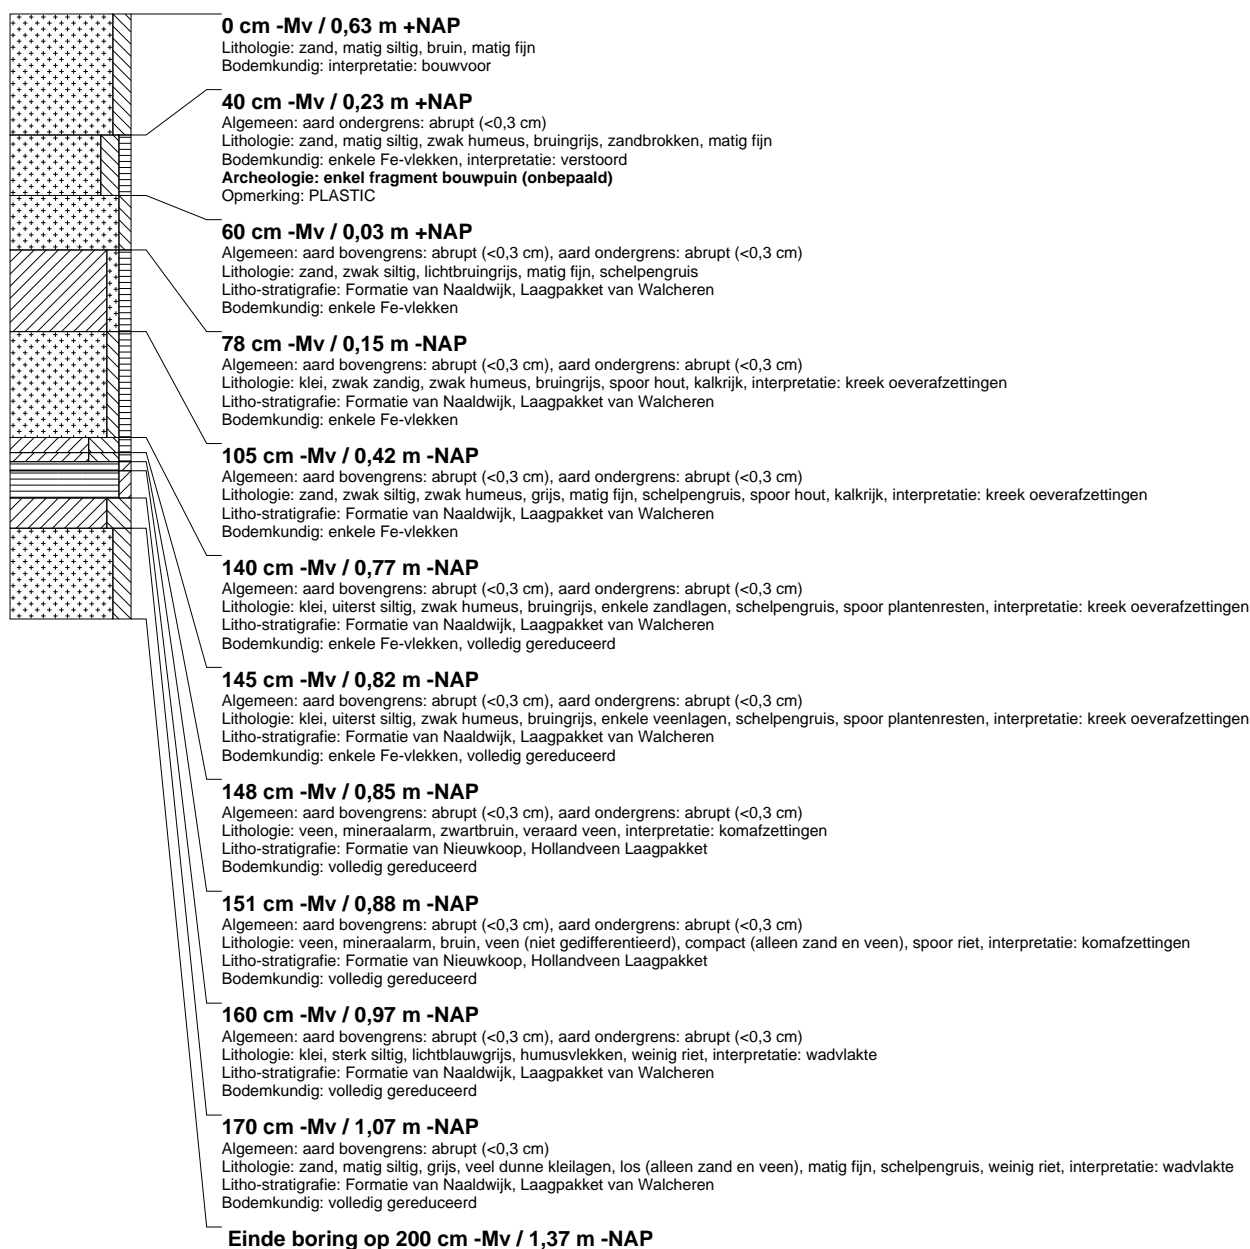 0 cm -Mv / 0,63 m +NAP
Lithologie: zand, matig siltig, bruin, matig fijn
Bodemkundig: interpretatie: bouwvoor
40 cm -Mv / 0,23 m +NAP
Algemeen: aard ondergrens: abrupt (<0,3 cm)
Lithologie: zand, matig siltig, zwak humeus, bruingrijs, zandbrokken, matig fijn
Bodemkundig: enkele Fe-vlekken, interpretatie: verstoord
Archeologie: enkel fragment bouwpuin (onbepaald)
Opmerking: PLASTIC
60 cm -Mv / 0,03 m +NAP
Algemeen: aard bovengrens: abrupt (<0,3 cm), aard ondergrens: abrupt (<0,3 cm)
Lithologie: zand, zwak siltig, lichtbruingrijs, matig fijn, schelpengruis
Litho-stratigrafie: Formatie van Naaldwijk, Laagpakket van Walcheren
Bodemkundig: enkele Fe-vlekken
78 cm -Mv / 0,15 m -NAP
Algemeen: aard bovengrens: abrupt (<0,3 cm), aard ondergrens: abrupt (<0,3 cm)
Lithologie: klei, zwak zandig, zwak humeus, bruingrijs, spoor hout, kalkrijk, interpretatie: kreek oeverafzettingen
Litho-stratigrafie: Formatie van Naaldwijk, Laagpakket van Walcheren
Bodemkundig: enkele Fe-vlekken
105 cm -Mv / 0,42 m -NAP
Algemeen: aard bovengrens: abrupt (<0,3 cm), aard ondergrens: abrupt (<0,3 cm)
Lithologie: zand, zwak siltig, zwak humeus, grijs, matig fijn, schelpengruis, spoor hout, kalkrijk, interpretatie: kreek oeverafzettingen
Litho-stratigrafie: Formatie van Naaldwijk, Laagpakket van Walcheren
Bodemkundig: enkele Fe-vlekken
140 cm -Mv / 0,77 m -NAP
Algemeen: aard bovengrens: abrupt (<0,3 cm), aard ondergrens: abrupt (<0,3 cm)
Lithologie: klei, uiterst siltig, zwak humeus, bruingrijs, enkele zandlagen, schelpengruis, spoor plantenresten, interpretatie: kreek oeverafzettingen
Litho-stratigrafie: Formatie van Naaldwijk, Laagpakket van Walcheren
Bodemkundig: enkele Fe-vlekken, volledig gereduceerd
145 cm -Mv / 0,82 m -NAP
Algemeen: aard bovengrens: abrupt (<0,3 cm), aard ondergrens: abrupt (<0,3 cm)
Lithologie: klei, uiterst siltig, zwak humeus, bruingrijs, enkele veenlagen, schelpengruis, spoor plantenresten, interpretatie: kreek oeverafzettingen
Litho-stratigrafie: Formatie van Naaldwijk, Laagpakket van Walcheren
Bodemkundig: enkele Fe-vlekken, volledig gereduceerd
148 cm -Mv / 0,85 m -NAP
Algemeen: aard bovengrens: abrupt (<0,3 cm), aard ondergrens: abrupt (<0,3 cm)
Lithologie: veen, mineraalarm, zwartbruin, veraard veen, interpretatie: komafzettingen
Litho-stratigrafie: Formatie van Nieuwkoop, Hollandveen Laagpakket
Bodemkundig: volledig gereduceerd
151 cm -Mv / 0,88 m -NAP
Algemeen: aard bovengrens: abrupt (<0,3 cm), aard ondergrens: abrupt (<0,3 cm)
Lithologie: veen, mineraalarm, bruin, veen (niet gedifferentieerd), compact (alleen zand en veen), spoor riet, interpretatie: komafzettingen
Litho-stratigrafie: Formatie van Nieuwkoop, Hollandveen Laagpakket
Bodemkundig: volledig gereduceerd
160 cm -Mv / 0,97 m -NAP
Algemeen: aard bovengrens: abrupt (<0,3 cm), aard ondergrens: abrupt (<0,3 cm)
Lithologie: klei, sterk siltig, lichtblauwgrijs, humusvlekken, weinig riet, interpretatie: wadvlakte
Litho-stratigrafie: Formatie van Naaldwijk, Laagpakket van Walcheren
Bodemkundig: volledig gereduceerd
170 cm -Mv / 1,07 m -NAP
Algemeen: aard bovengrens: abrupt (<0,3 cm)
Lithologie: zand, matig siltig, grijs, veel dunne kleilagen, los (alleen zand en veen), matig fijn, schelpengruis, weinig riet, interpretatie: wadvlakte
Litho-stratigrafie: Formatie van Naaldwijk, Laagpakket van Walcheren
Bodemkundig: volledig gereduceerd
Einde boring op 200 cm -Mv / 1,37 m -NAP